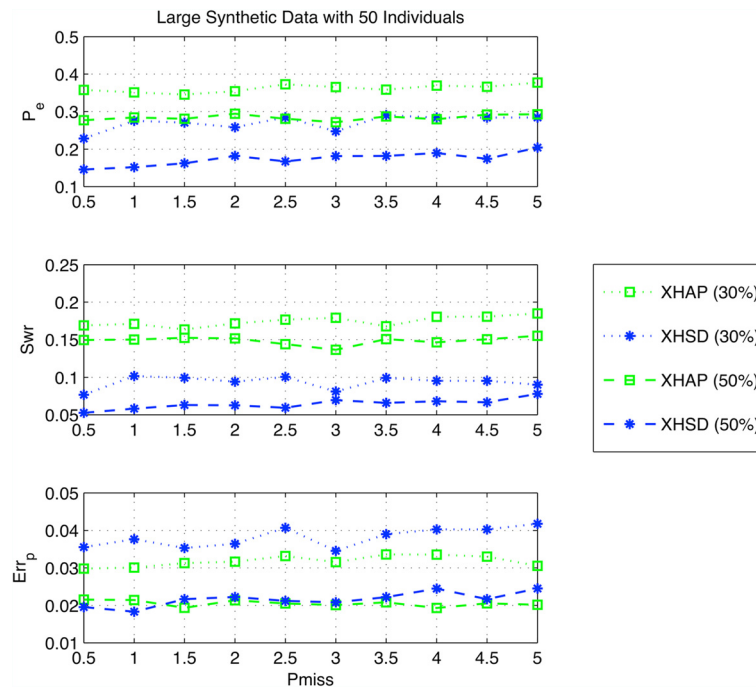 Large Synthetic Data with 50 Individuals
0.5
0.4
0.3
0.2
0.1
P_e
0.5 1 1.5 2 2.5 3 3.5 4 4.5 5
0.25
0.2
0.15
0.1
0.05
Swr
0.5 1 1.5 2 2.5 3 3.5 4 4.5 5
0.05
0.04
0.03
0.02
0.01
Err_p
0.5 1 1.5 2 2.5 3 3.5 4 4.5 5
Pmiss
XHAP (30%)
XHSD (30%)
XHAP (50%)
XHSD (50%)